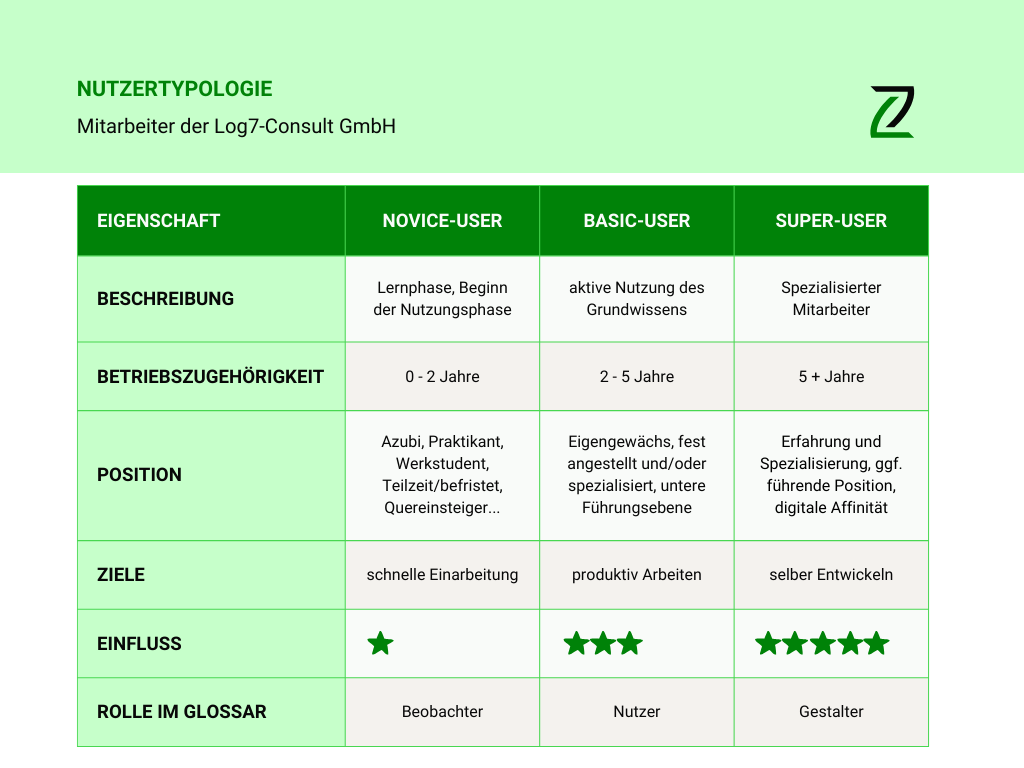 NUTZERTYPOLOGIE
Mitarbeiter der Log7-Consult GmbH
EIGENSCHAFT
NOVICE-USER
BASIC-USER
SUPER-USER
BESCHREIBUNG
Lernphase, Beginn
der Nutzungsphase
aktive Nutzung des
Grundwissens
Spezialisierter
Mitarbeiter
BETRIEBSZUGEHÖRIGKEIT
0 - 2 Jahre
2 - 5 Jahre
5 + Jahre
POSITION
Azubi, Praktikant,
Werkstudent,
Teilzeit/befristet,
Quereinsteiger...
Eigengewächs, fest
angestellt und/oder
spezialisiert, untere
Führungsebene
Erfahrung und
Spezialisierung, ggf.
führende Position,
digitale Affinität
ZIELE
schnelle Einarbeitung
produktiv Arbeiten
selber Entwickeln
EINFLUSS
ROLLE IM GLOSSAR
Beobachter
Nutzer
Gestalter